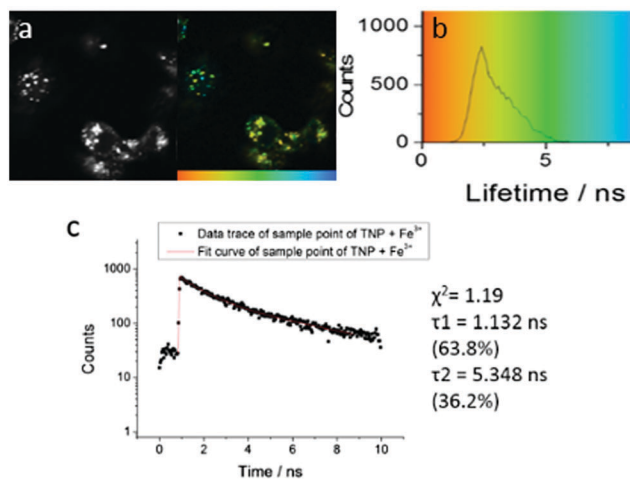 a
b
Counts
1000
500
0
0
5
Lifetime / ns
c
Data trace of sample point of TNP + Fe³⁺
Fit curve of sample point of TNP + Fe³⁺
Counts
1000
100
10
1
0 2 4 6 8 10
Time / ns
χ²= 1.19
τ1 = 1.132 ns
(63.8%)
τ2 = 5.348 ns
(36.2%)